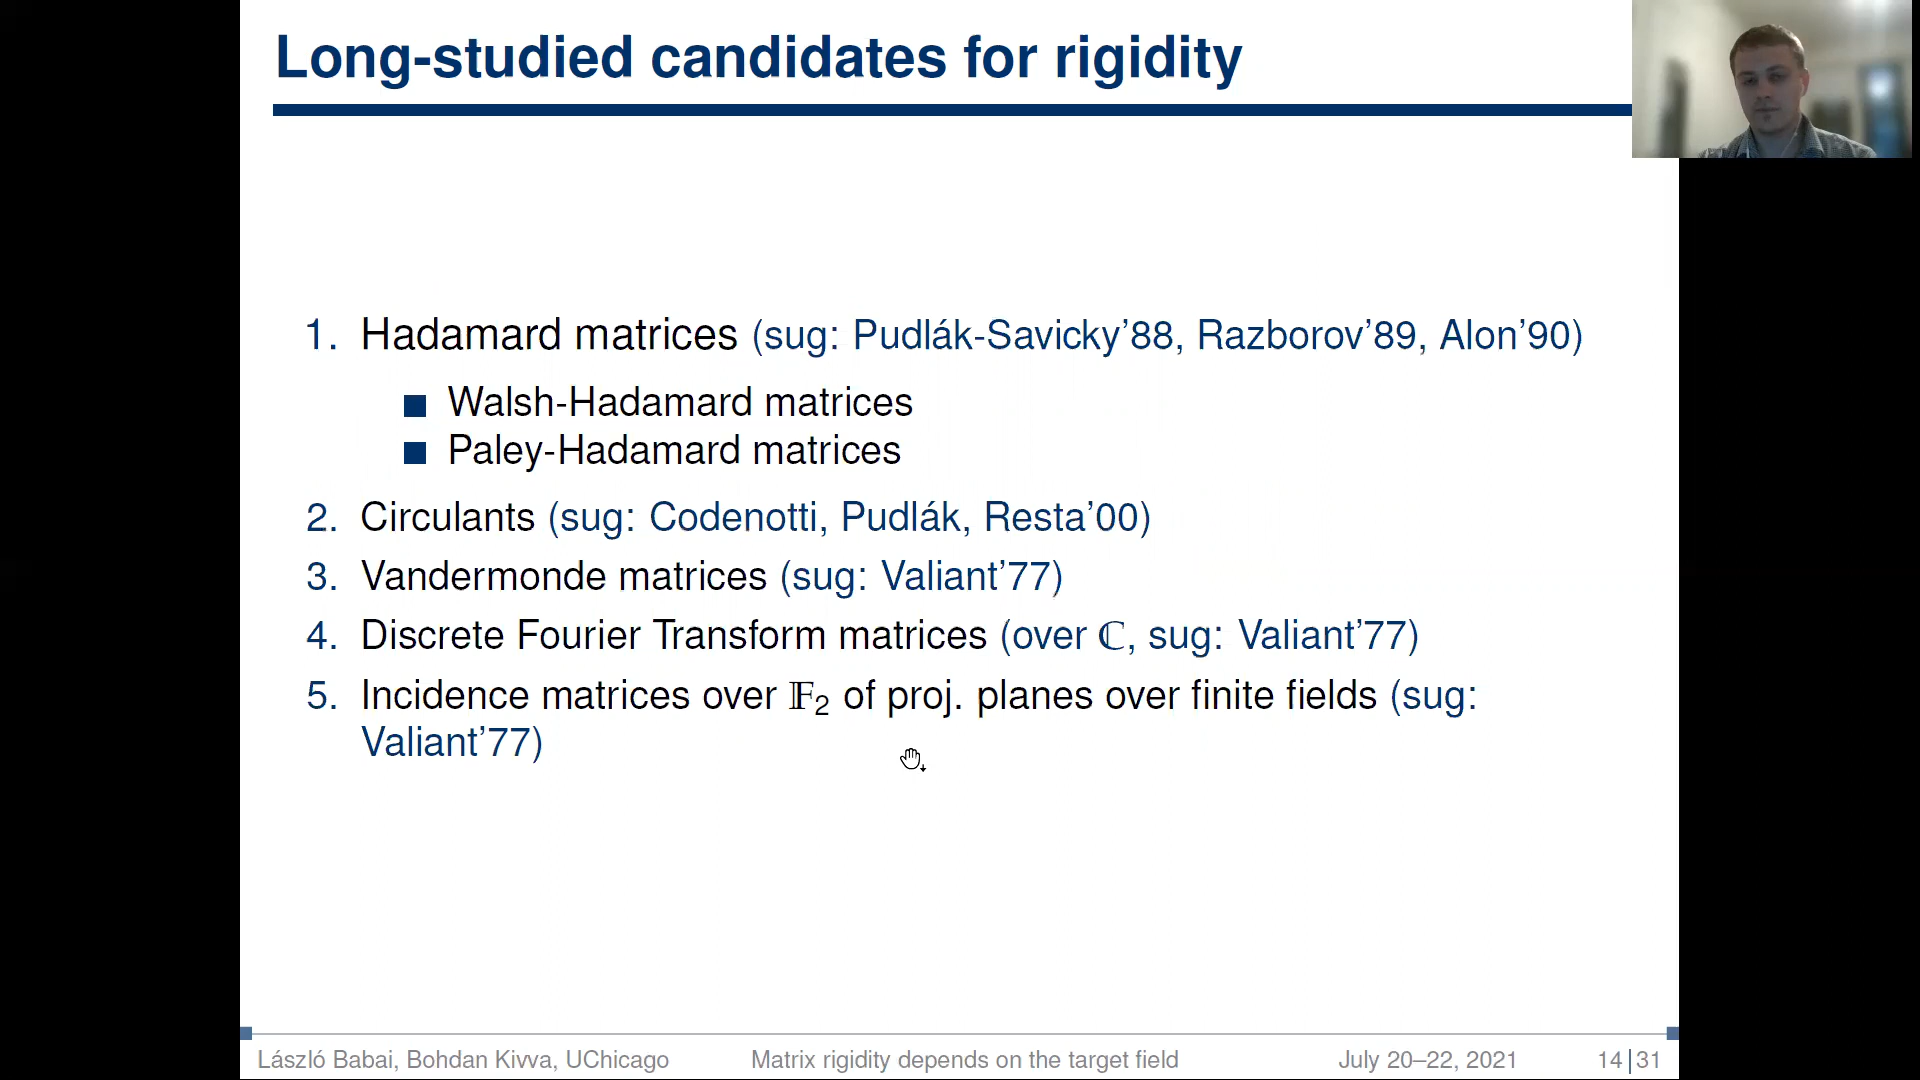 Long-studied candidates for rigidity
1. Hadamard matrices (sug: Pudlák-Savicky’88, Razborov’89, Alon’90)
Walsh-Hadamard matrices
Paley-Hadamard matrices
2. Circulants (sug: Codenotti, Pudlák, Resta’00)
3. Vandermonde matrices (sug: Valiant’77)
4. Discrete Fourier Transform matrices (over ℂ, sug: Valiant’77)
5. Incidence matrices over 𝔽₂ of proj. planes over finite fields (sug:
Valiant’77)
László Babai, Bohdan Kivva, UChicago Matrix rigidity depends on the target field July 20–22, 2021 14|31